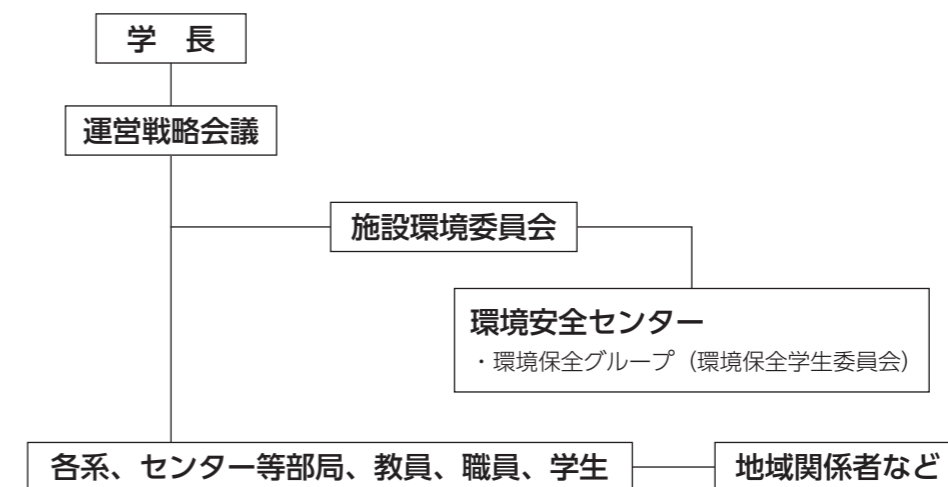 学　長
運営戦略会議
施設環境委員会
環境安全センター
・環境保全グループ（環境保全学生委員会）
各系、センター等部局、教員、職員、学生
地域関係者など